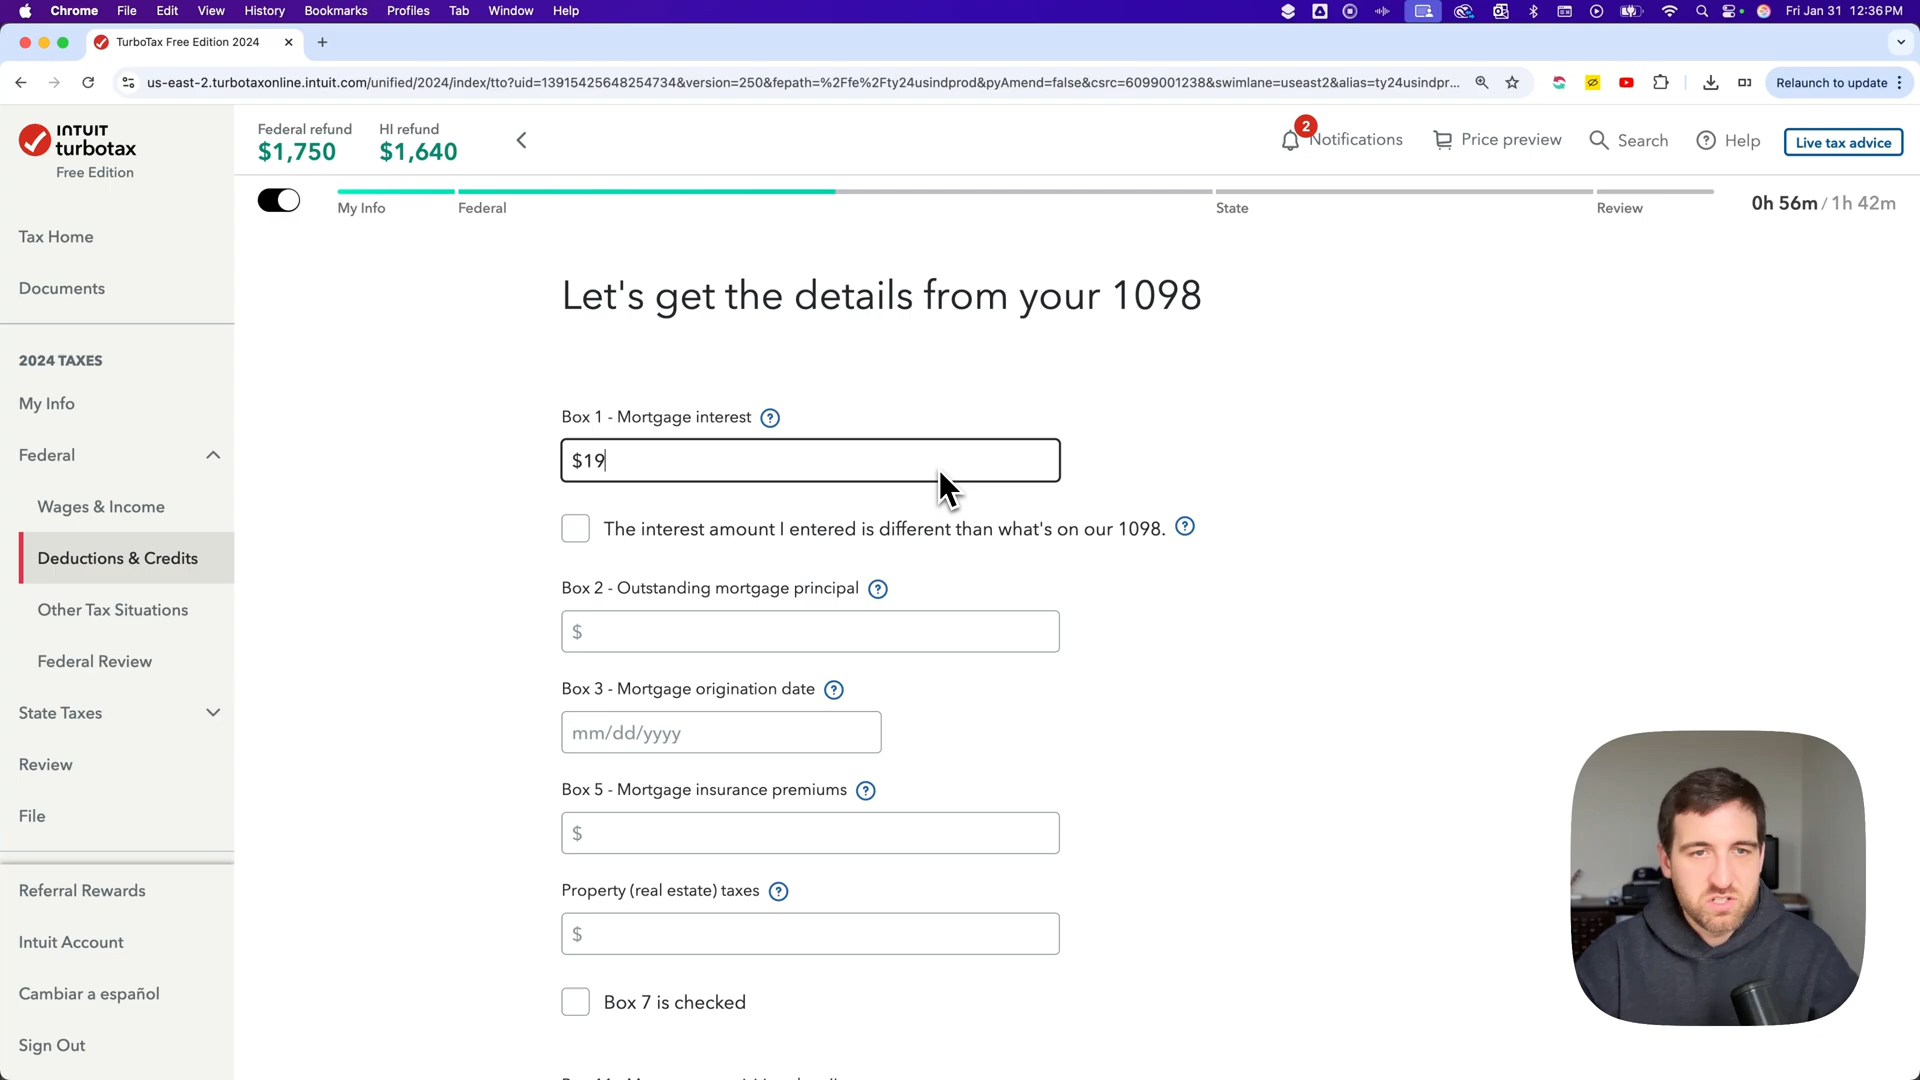 Chrome File Edit View History Bookmarks Profiles Tab Window Help Fri Jan 31 12:36 PM
TurboTax Free Edition 2024
us-east-2.turbotaxonline.intuit.com/unified/2024/index/tto?uid=13915425648254734&version=250&fepath=%2Ffe%2Fty24usindprod&pyAmend=false&csrc=6099001238&swimlane=useast2&alias=ty24usindpr... Relaunch to update
INTUIT
turbotax
Free Edition
Federal refund HI refund
$1,750 $1,640
2 Notifications Price preview Search Help Live tax advice
My Info Federal State Review 0h 56m / 1h 42m
Tax Home
Documents
2024 TAXES
My Info
Federal
Wages & Income
Deductions & Credits
Other Tax Situations
Federal Review
State Taxes
Review
File
Referral Rewards
Intuit Account
Cambiar a español
Sign Out
Let's get the details from your 1098
Box 1 - Mortgage interest
$19
The interest amount I entered is different than what's on our 1098.
Box 2 - Outstanding mortgage principal
$
Box 3 - Mortgage origination date
mm/dd/yyyy
Box 5 - Mortgage insurance premiums
$
Property (real estate) taxes
$
Box 7 is checked